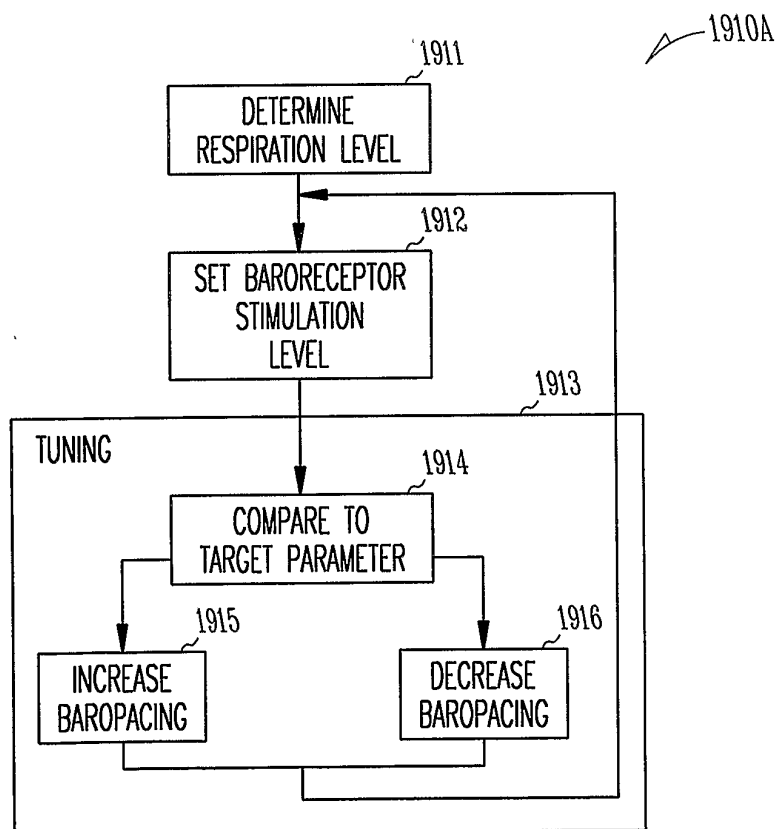 1910A
1911
DETERMINE
RESPIRATION LEVEL
1912
SET BARORECEPTOR
STIMULATION
LEVEL
1913
TUNING
1914
COMPARE TO
TARGET PARAMETER
1915
INCREASE
BAROPACING
1916
DECREASE
BAROPACING